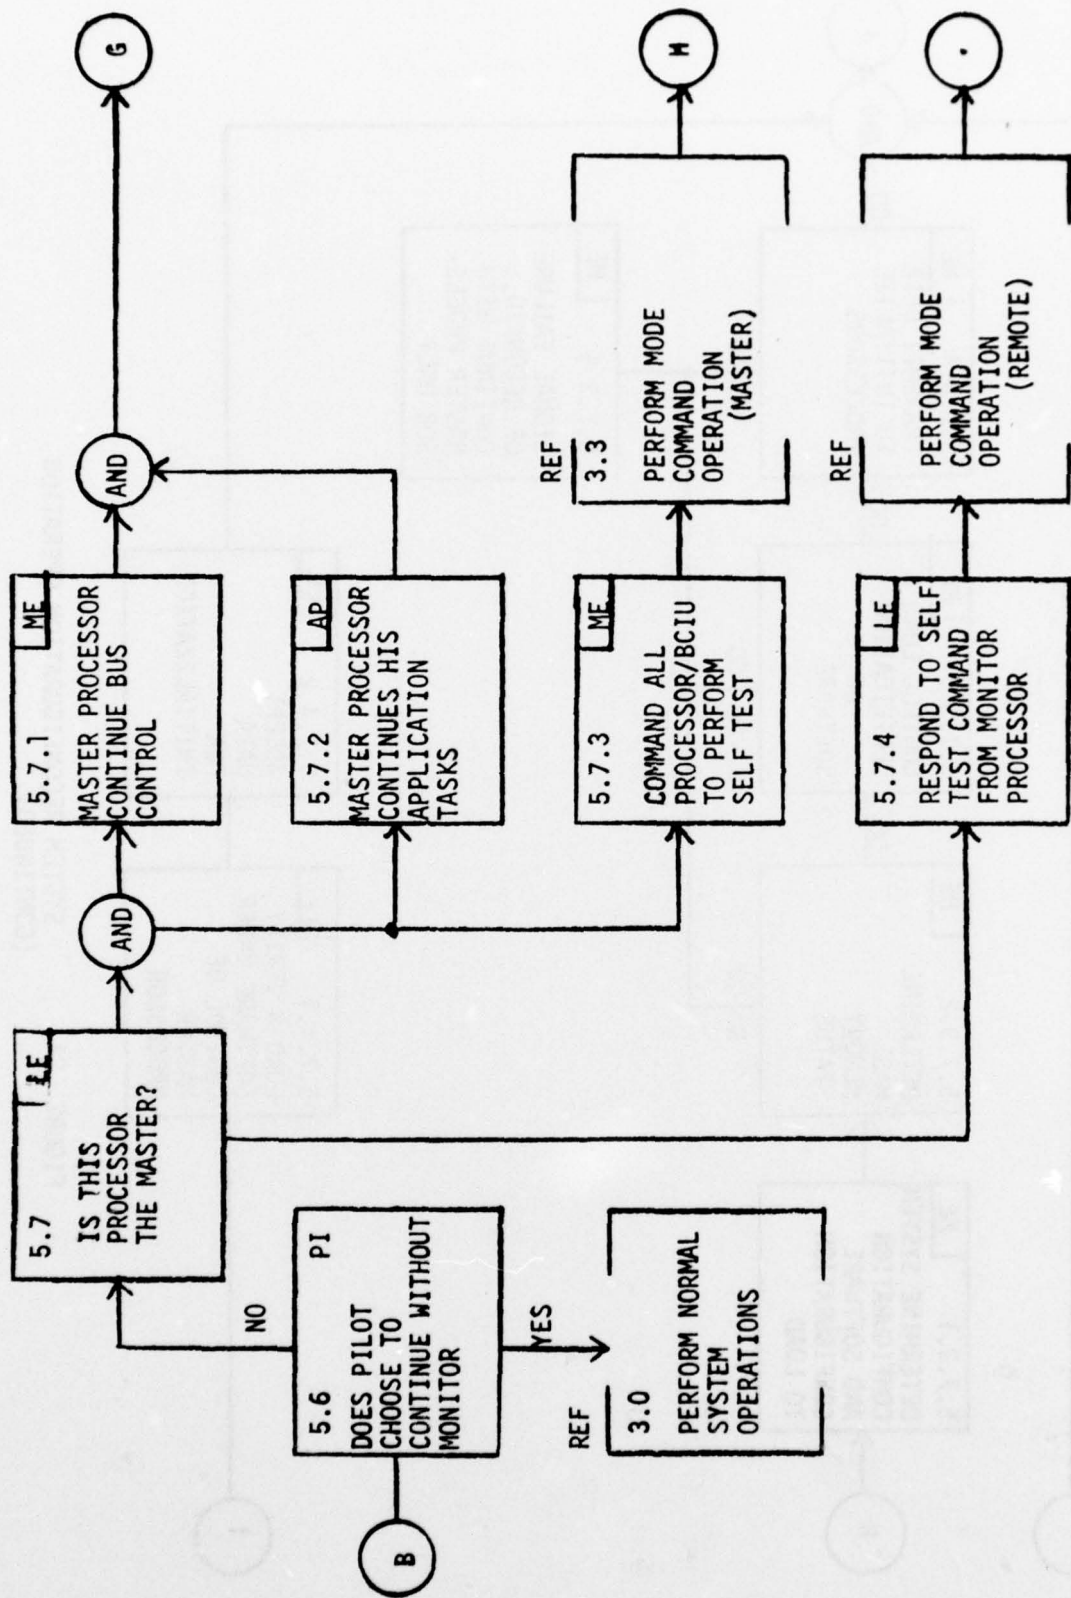 B
5.6 PI
DOES PILOT
CHOOSE TO
CONTINUE WITHOUT
MONITOR
NO
YES
REF
3.0
PERFORM NORMAL
SYSTEM
OPERATIONS
5.7
IS THIS
PROCESSOR
THE MASTER?
AND
5.7.1 ME
MASTER PROCESSOR
CONTINUE BUS
CONTROL
AND
G
5.7.2 AP
MASTER PROCESSOR
CONTINUES HIS
APPLICATION
TASKS
5.7.3 ME
COMMAND ALL
PROCESSOR/BCIU
TO PERFORM
SELF TEST
REF
3.3
PERFORM MODE
COMMAND
OPERATION
(MASTER)
5.7.4
RESPOND TO SELF
TEST COMMAND
FROM MONITOR
PROCESSOR
REF
PERFORM MODE
COMMAND
OPERATION
(REMOTE)